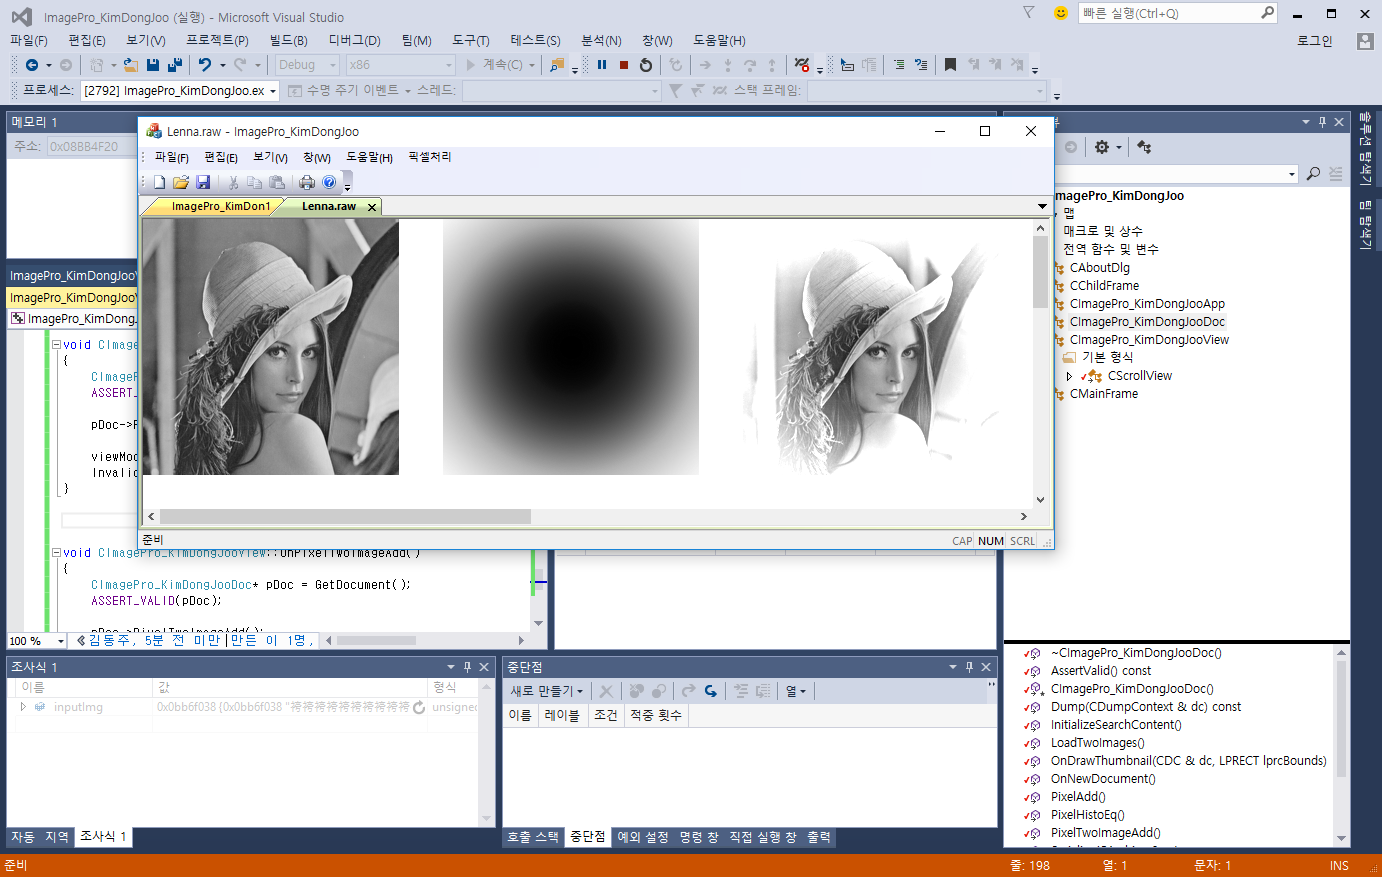 ImagePro_KimDongJoo (실행) - Microsoft Visual Studio
빠른 실행(Ctrl+Q)
파일(F) 편집(E) 보기(V) 프로젝트(P) 빌드(B) 디버그(D) 팀(M) 도구(T) 테스트(S) 분석(N) 창(W) 도움말(H)
로그인
Debug x86 계속(C)
프로세스: [2792] ImagePro_KimDongJoo.ex 수명 주기 이벤트 스레드: 스택 프레임:
메모리 1
주소: 0x08BB4F20
Lenna.raw - ImagePro_KimDongJoo
파일(F) 편집(E) 보기(V) 창(W) 도움말(H) 픽셀처리
ImagePro_KimDon1 Lenna.raw
준비 CAP NUM SCRL
솔루션 탐색기
팀 탐색기
magePro_KimDongJoo
맵
매크로 및 상수
전역 함수 및 변수
CAboutDlg
CChildFrame
CImagePro_KimDongJooApp
CImagePro_KimDongJooDoc
CImagePro_KimDongJooView
기본 형식
CScrollView
CMainFrame
ImagePro_KimDongJoo
ImagePro_KimDongJoo
ImagePro_KimDongJ
void CImag
{
CImageP
ASSERT_
pDoc->P
viewMod
Invalid
}
void CImagePro_KimDongJooView::OnPixelTwoImageAdd()
{
CImagePro_KimDongJooDoc* pDoc = GetDocument();
ASSERT_VALID(pDoc);
pDoc->PixelTwoImageAdd();
100 % 김동주, 5분 전 미만|만든 이 1명,
조사식 1
이름 값 형식
inputImg 0x0bb6f038 {0x0bb6f038 " unsigned
자동 지역 조사식 1
중단점
새로 만들기 열
이름 레이블 조건 적중 횟수
호출 스택 중단점 예외 설정 명령 창 직접 실행 창 출력
~CImagePro_KimDongJooDoc()
AssertValid() const
CImagePro_KimDongJooDoc()
Dump(CDumpContext & dc) const
InitializeSearchContent()
LoadTwoImages()
OnDrawThumbnail(CDC & dc, LPRECT lprcBounds)
OnNewDocument()
PixelAdd()
PixelHistoEq()
PixelTwoImageAdd()
준비 줄: 198 열: 1 문자: 1 INS